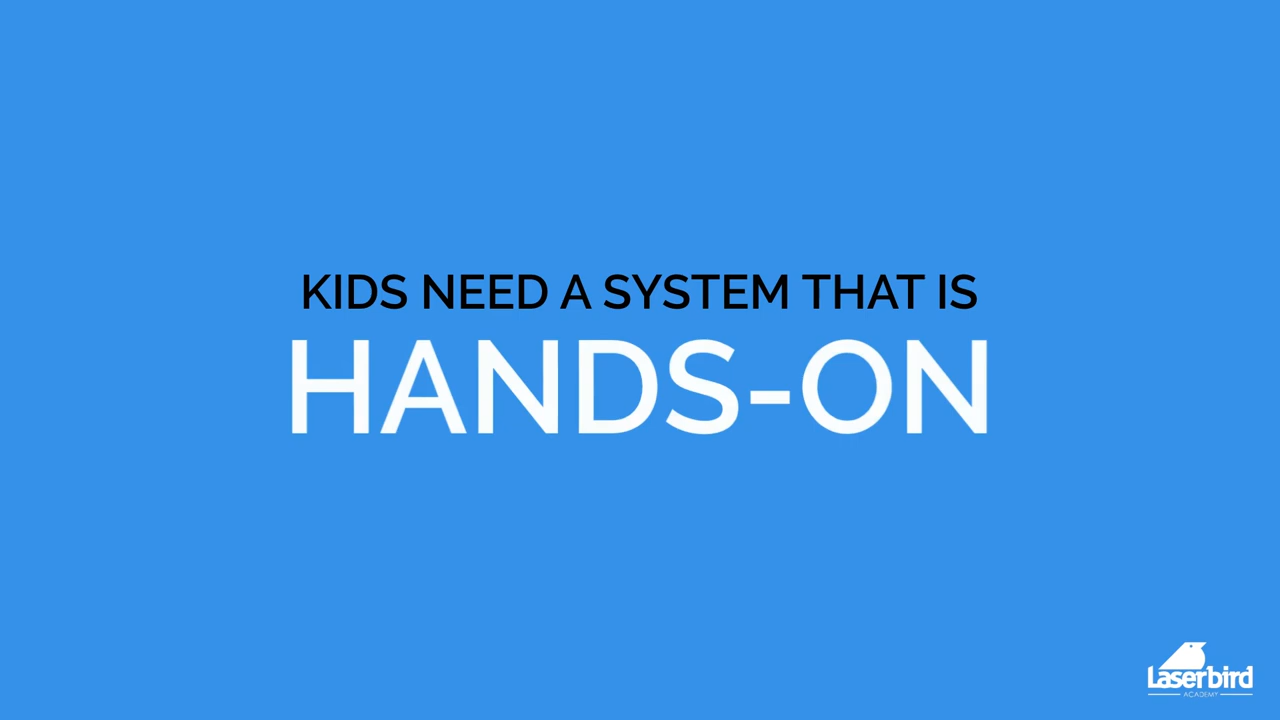 KIDS NEED A SYSTEM THAT IS
HANDS-ON
Laserbird
ACADEMY